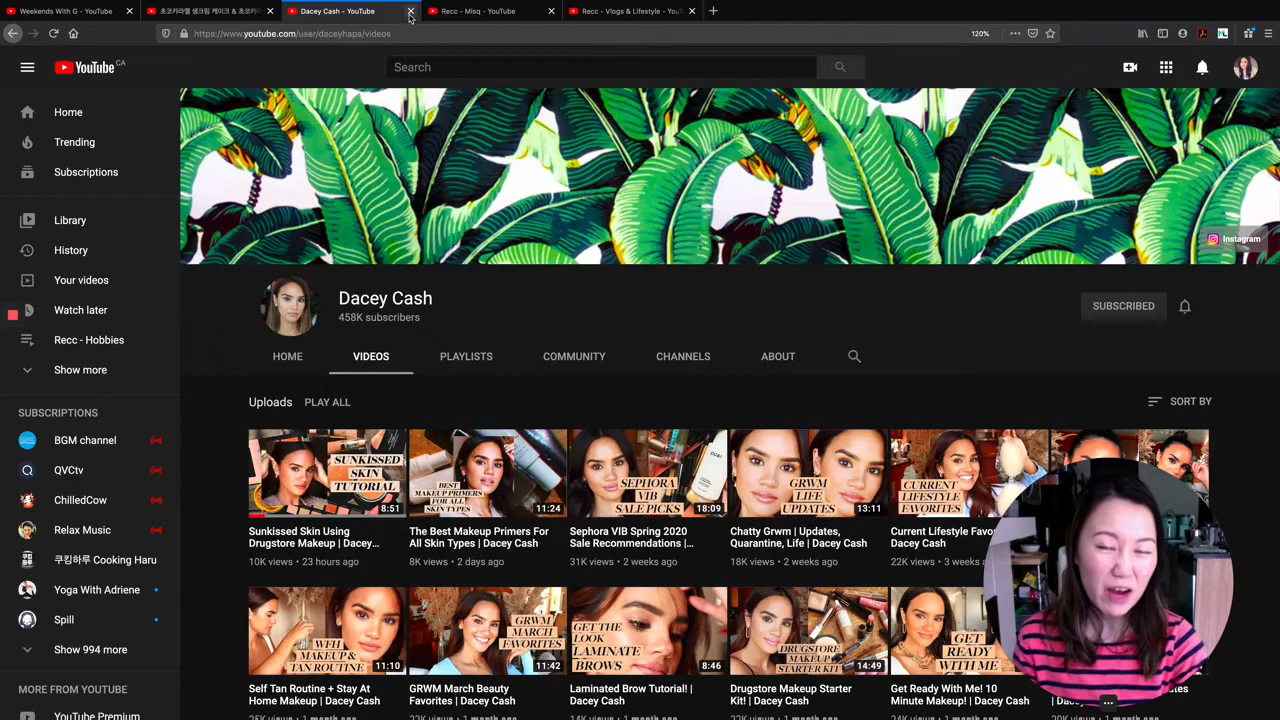 Weekends With G - YouTube
초코카라멜 생크림 케이크 & 초코카라
Dacey Cash - YouTube
Recc - Misq - YouTube
Recc - Vlogs & Lifestyle - You
https://www.youtube.com/user/daceyhapa/videos
120%
YouTube CA
Search
Home
Trending
Subscriptions
Library
History
Your videos
Watch later
Recc - Hobbies
Show more
SUBSCRIPTIONS
BGM channel
QVCtv
ChilledCow
Relax Music
쿠킹하루 Cooking Haru
Yoga With Adriene
Spill
Show 994 more
MORE FROM YOUTUBE
YouTube Premium
Instagram
Dacey Cash
458K subscribers
SUBSCRIBED
HOME
VIDEOS
PLAYLISTS
COMMUNITY
CHANNELS
ABOUT
Uploads
PLAY ALL
SORT BY
SUNKISSED
SKIN
TUTORIAL
8:51
Sunkissed Skin Using
Drugstore Makeup | Dacey...
10K views • 23 hours ago
BEST
MAKEUP PRIMERS
FOR ALL SKIN TYPES
11:24
The Best Makeup Primers For
All Skin Types | Dacey Cash
8K views • 2 days ago
SEPHORA
VIB
SALE PICKS
18:09
Sephora VIB Spring 2020
Sale Recommendations |...
31K views • 2 weeks ago
GRWM
LIFE
UPDATES
13:11
Chatty Grwm | Updates,
Quarantine, Life | Dacey Cash
18K views • 2 weeks ago
CURRENT
LIFESTYLE
FAVORITES
Current Lifestyle Favo
Dacey Cash
22K views • 3 week
WFH
MAKEUP &
TAN ROUTINE
11:10
Self Tan Routine + Stay At
Home Makeup | Dacey Cash
GRWM
MARCH
FAVORITES
11:42
GRWM March Beauty
Favorites | Dacey Cash
GET THE
LOOK
LAMINATE
BROWS
8:46
Laminated Brow Tutorial! |
Dacey Cash
DRUGSTORE
MAKEUP
STARTER
KIT!
14:49
Drugstore Makeup Starter
Kit! | Dacey Cash
GET
READY
WITH ME
Get Ready With Me! 10
Minute Makeup! | Dacey